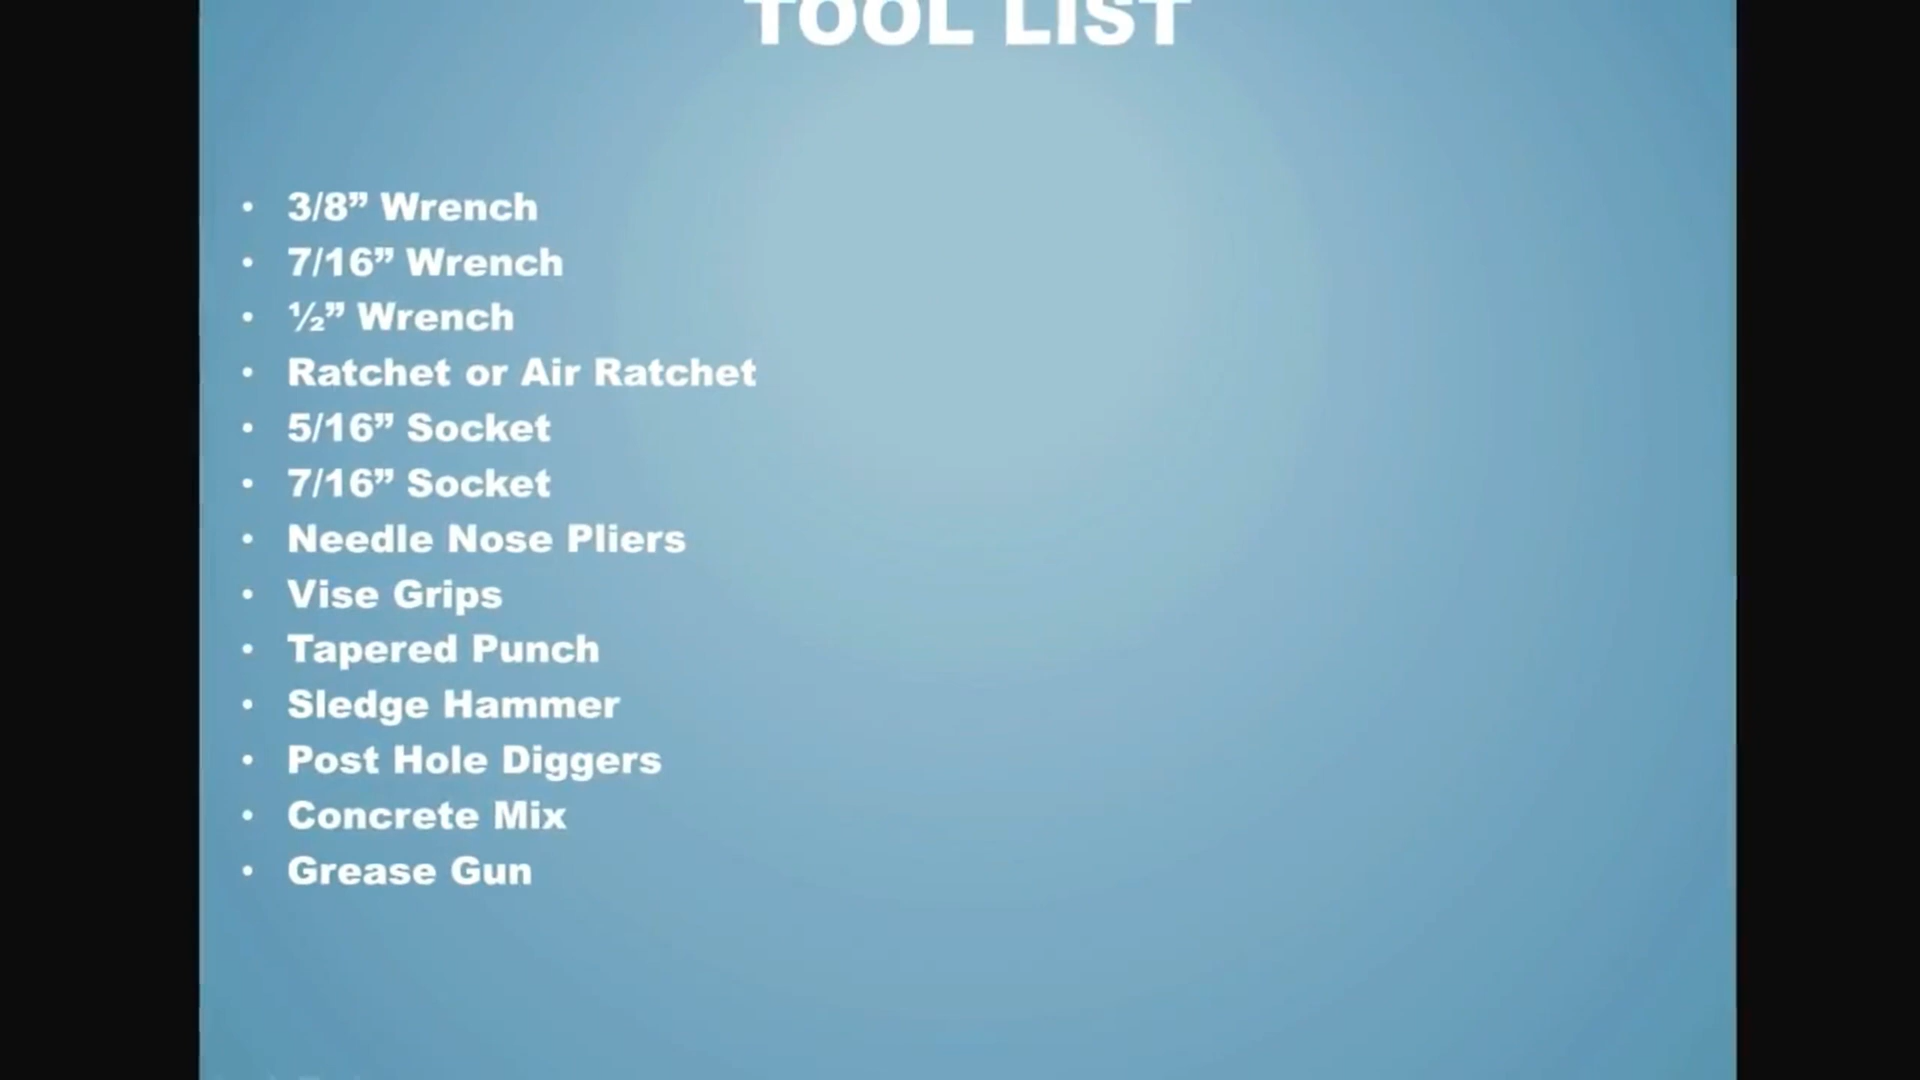 TOOL LIST
• 3/8” Wrench
• 7/16” Wrench
• ½” Wrench
• Ratchet or Air Ratchet
• 5/16” Socket
• 7/16” Socket
• Needle Nose Pliers
• Vise Grips
• Tapered Punch
• Sledge Hammer
• Post Hole Diggers
• Concrete Mix
• Grease Gun